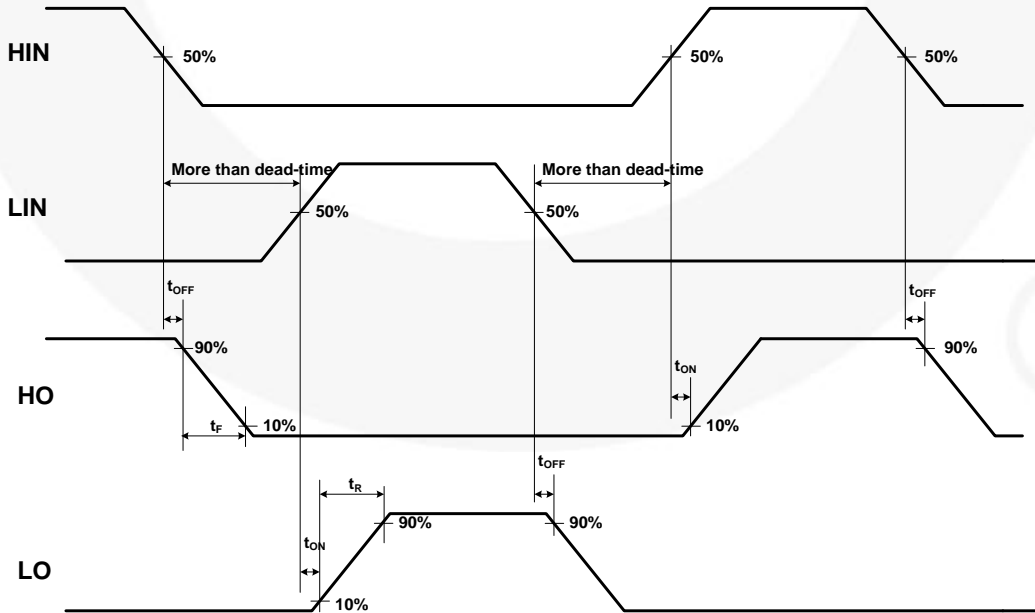 HIN
50%
50%
50%
More than dead-time
More than dead-time
LIN
50%
50%
tOFF
tOFF
90%
90%
HO
tON
tF
10%
10%
tOFF
tR
90%
90%
tON
LO
10%